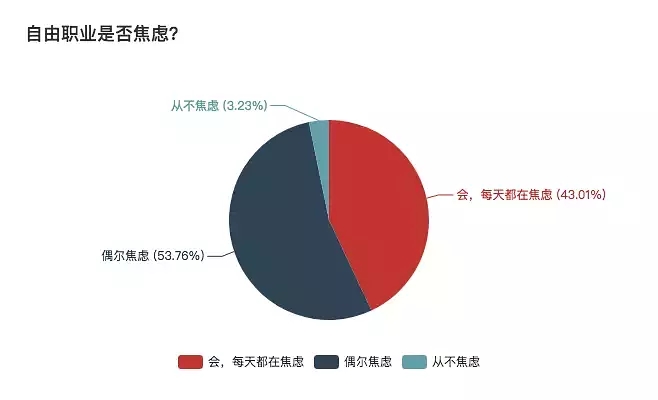 自由职业是否焦虑?
从不焦虑 (3.23%)
会，每天都在焦虑 (43.01%)
偶尔焦虑 (53.76%)
会，每天都在焦虑 偶尔焦虑 从不焦虑